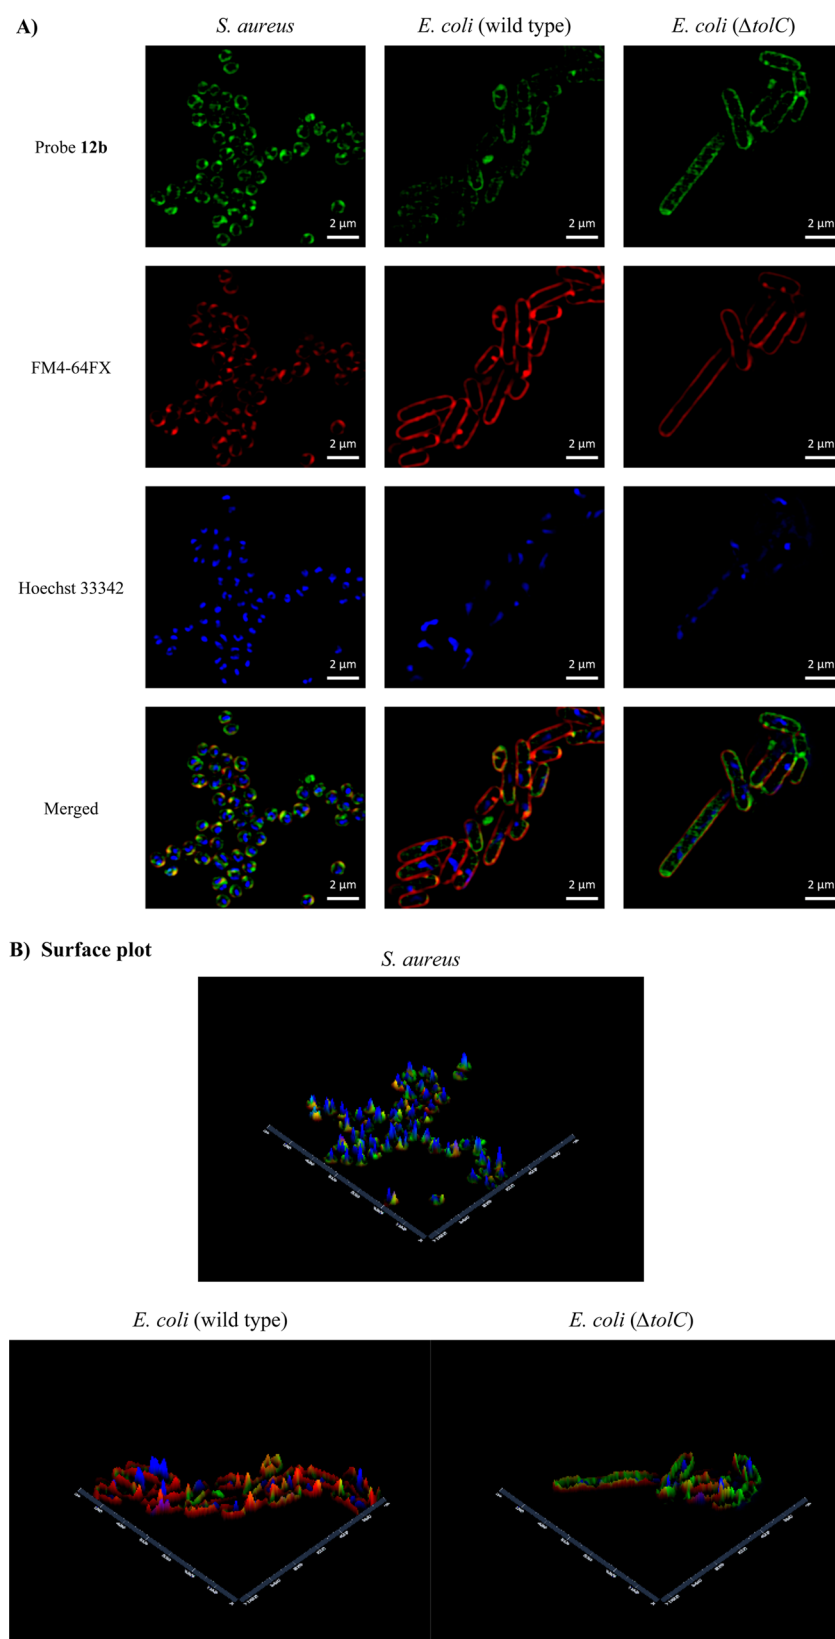 A)
S. aureus
E. coli (wild type)
E. coli (ΔtolC)
Probe 12b
2 μm
2 μm
2 μm
FM4-64FX
2 μm
2 μm
2 μm
Hoechst 33342
2 μm
2 μm
2 μm
Merged
2 μm
2 μm
2 μm
B) Surface plot
S. aureus
E. coli (wild type)
E. coli (ΔtolC)